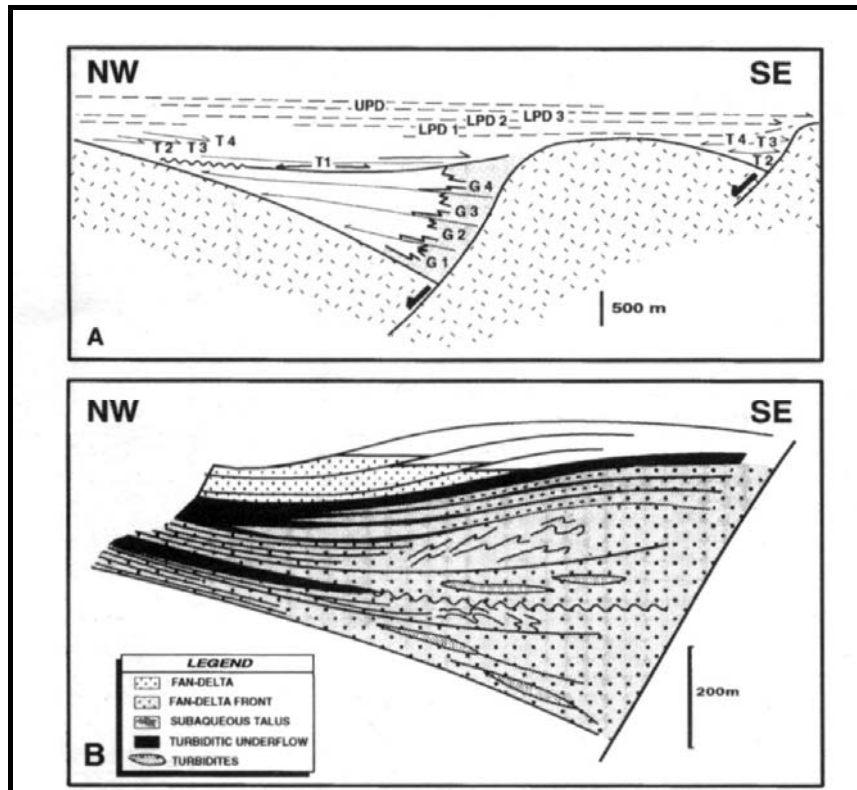 NW SE
UPD
LPD 1 LPD 2 LPD 3
T4 T4 T3
T2 T3 T1 T2
G 4
G 3
G 2
G 1
500 m
A
NW SE
LEGEND
FAN-DELTA
FAN-DELTA FRONT
SUBAQUEOUS TALUS
TURBIDITIC UNDERFLOW
TURBIDITES
200m
B